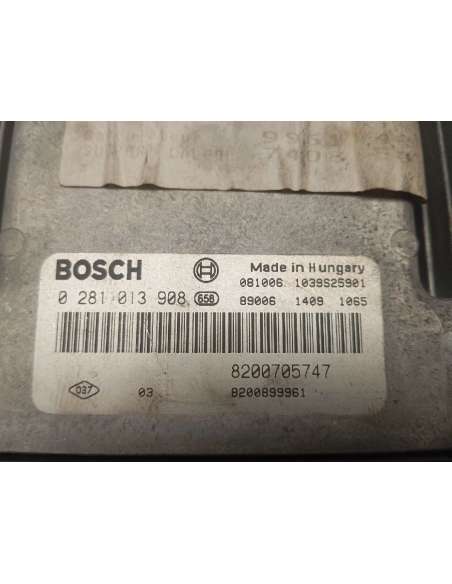 BOSCH
Made in Hungary
081006 1039S25901
0 281 013 908 658
89006 1409 1065
8200705747
037 03 8200899961